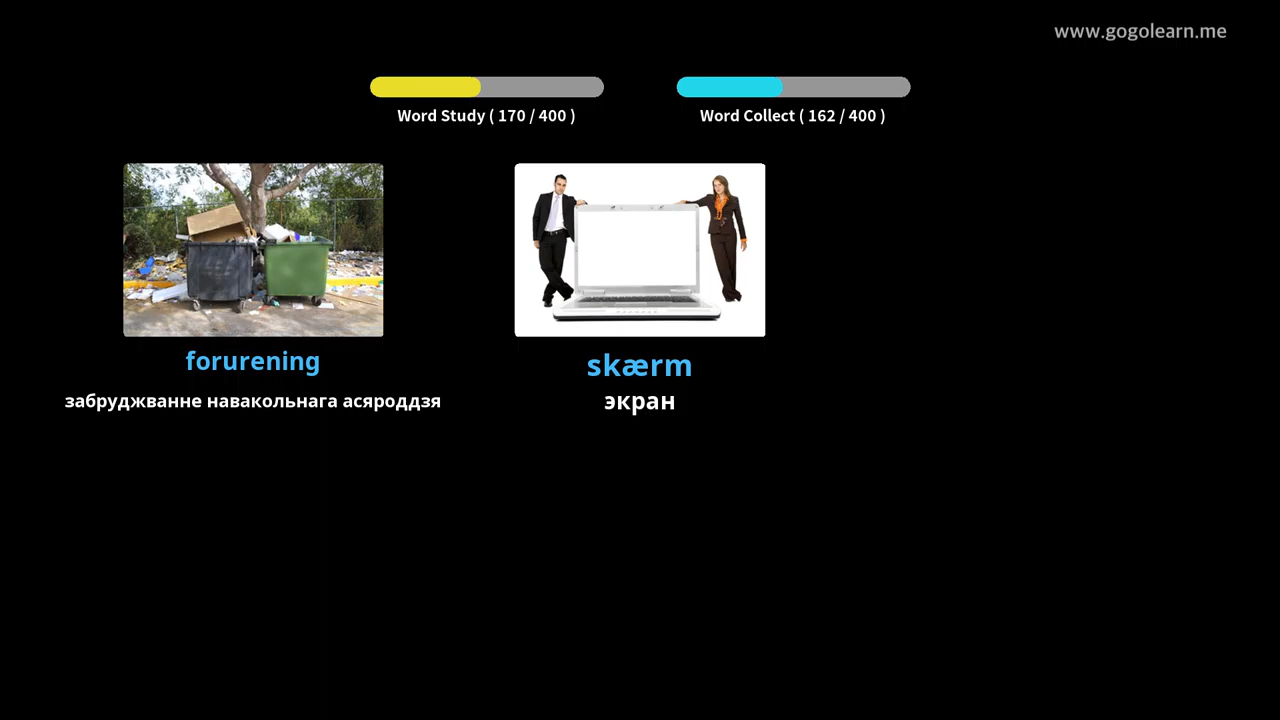 www.gogolearn.me
Word Study ( 170 / 400 )
Word Collect ( 162 / 400 )
forurening
skærm
забруджванне навакольнага асяроддзя
экран